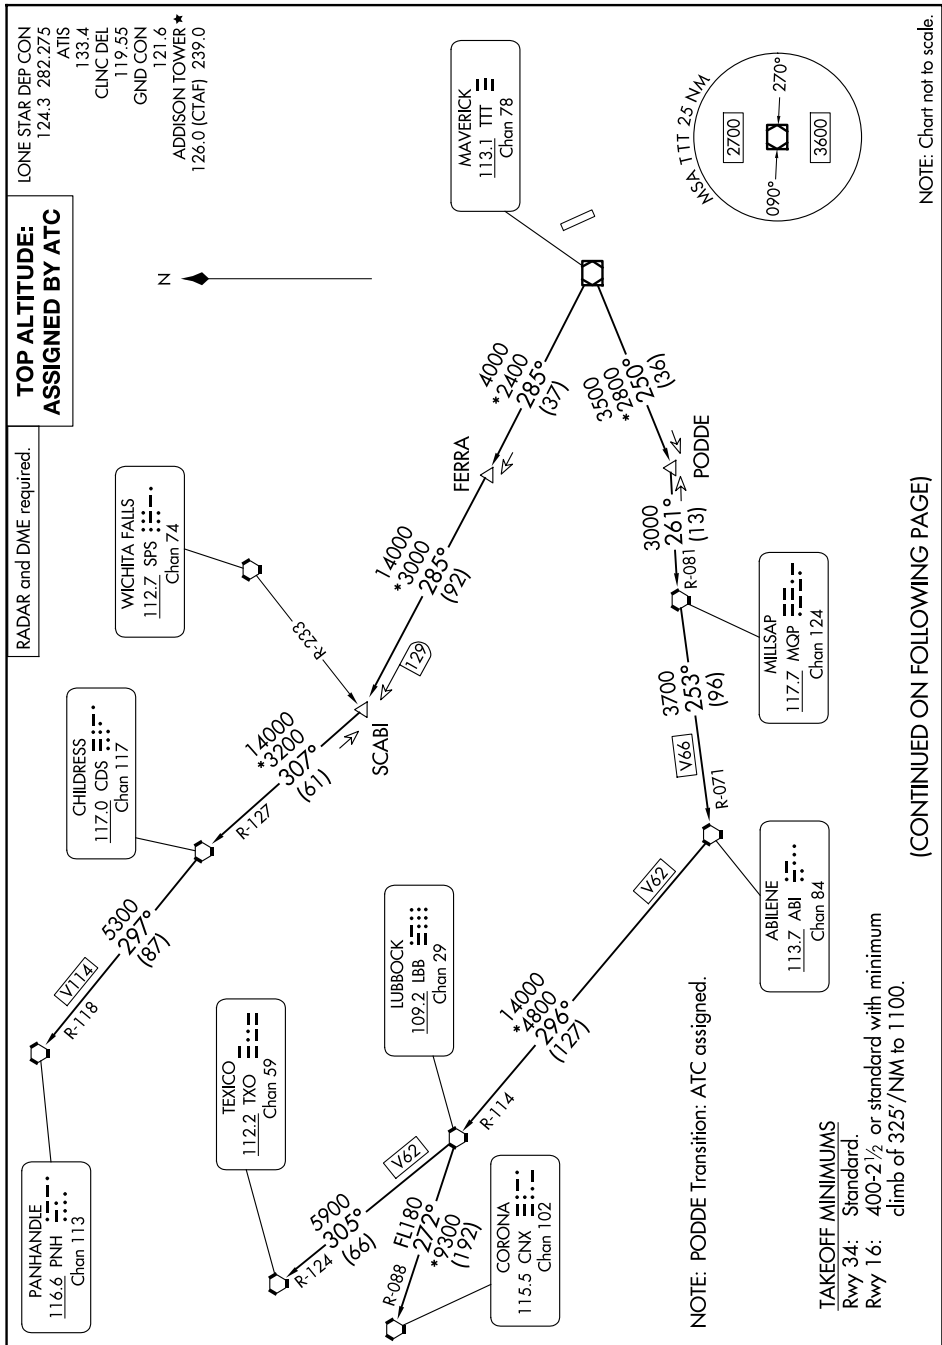 RADAR and DME required.
TOP ALTITUDE:
ASSIGNED BY ATC
LONE STAR DEP CON
124.3 282.275
ATIS
133.4
CLNC DEL
119.55
GND CON
121.6
ADDISON TOWER★
126.0 (CTAF) 239.0
N
PANHANDLE
116.6 PNH
Chan 113
CHILDRESS
117.0 CDS
Chan 117
WICHITA FALLS
112.7 SPS
Chan 74
MAVERICK
113.1 TTT
Chan 78
TEXICO
112.2 TXO
Chan 59
LUBBOCK
109.2 LBB
Chan 29
CORONA
115.5 CNX
Chan 102
ABILENE
113.7 ABI
Chan 84
MILLSAP
117.7 MQP
Chan 124
R-118
V114
5300
297°
(87)
R-127
14000
*3200
307°
(61)
R-233
SCABI
129
14000
*3000
285°
(92)
FERRA
4000
*2400
285°
(37)
3500
*2800
250°
(36)
PODDE
3000
261°
(13)
R-081
3700
253°
(96)
V66
R-071
V62
14000
*4800
296°
(127)
R-114
V62
5900
305°
(66)
R-124
FL180
272°
*9300
(192)
R-088
MSA TTT 25 NM
2700
090°
270°
3600
NOTE: PODDE Transition: ATC assigned.
TAKEOFF MINIMUMS
Rwy 34: Standard.
Rwy 16: 400-2½ or standard with minimum
climb of 325'/NM to 1100.
(CONTINUED ON FOLLOWING PAGE)
NOTE: Chart not to scale.